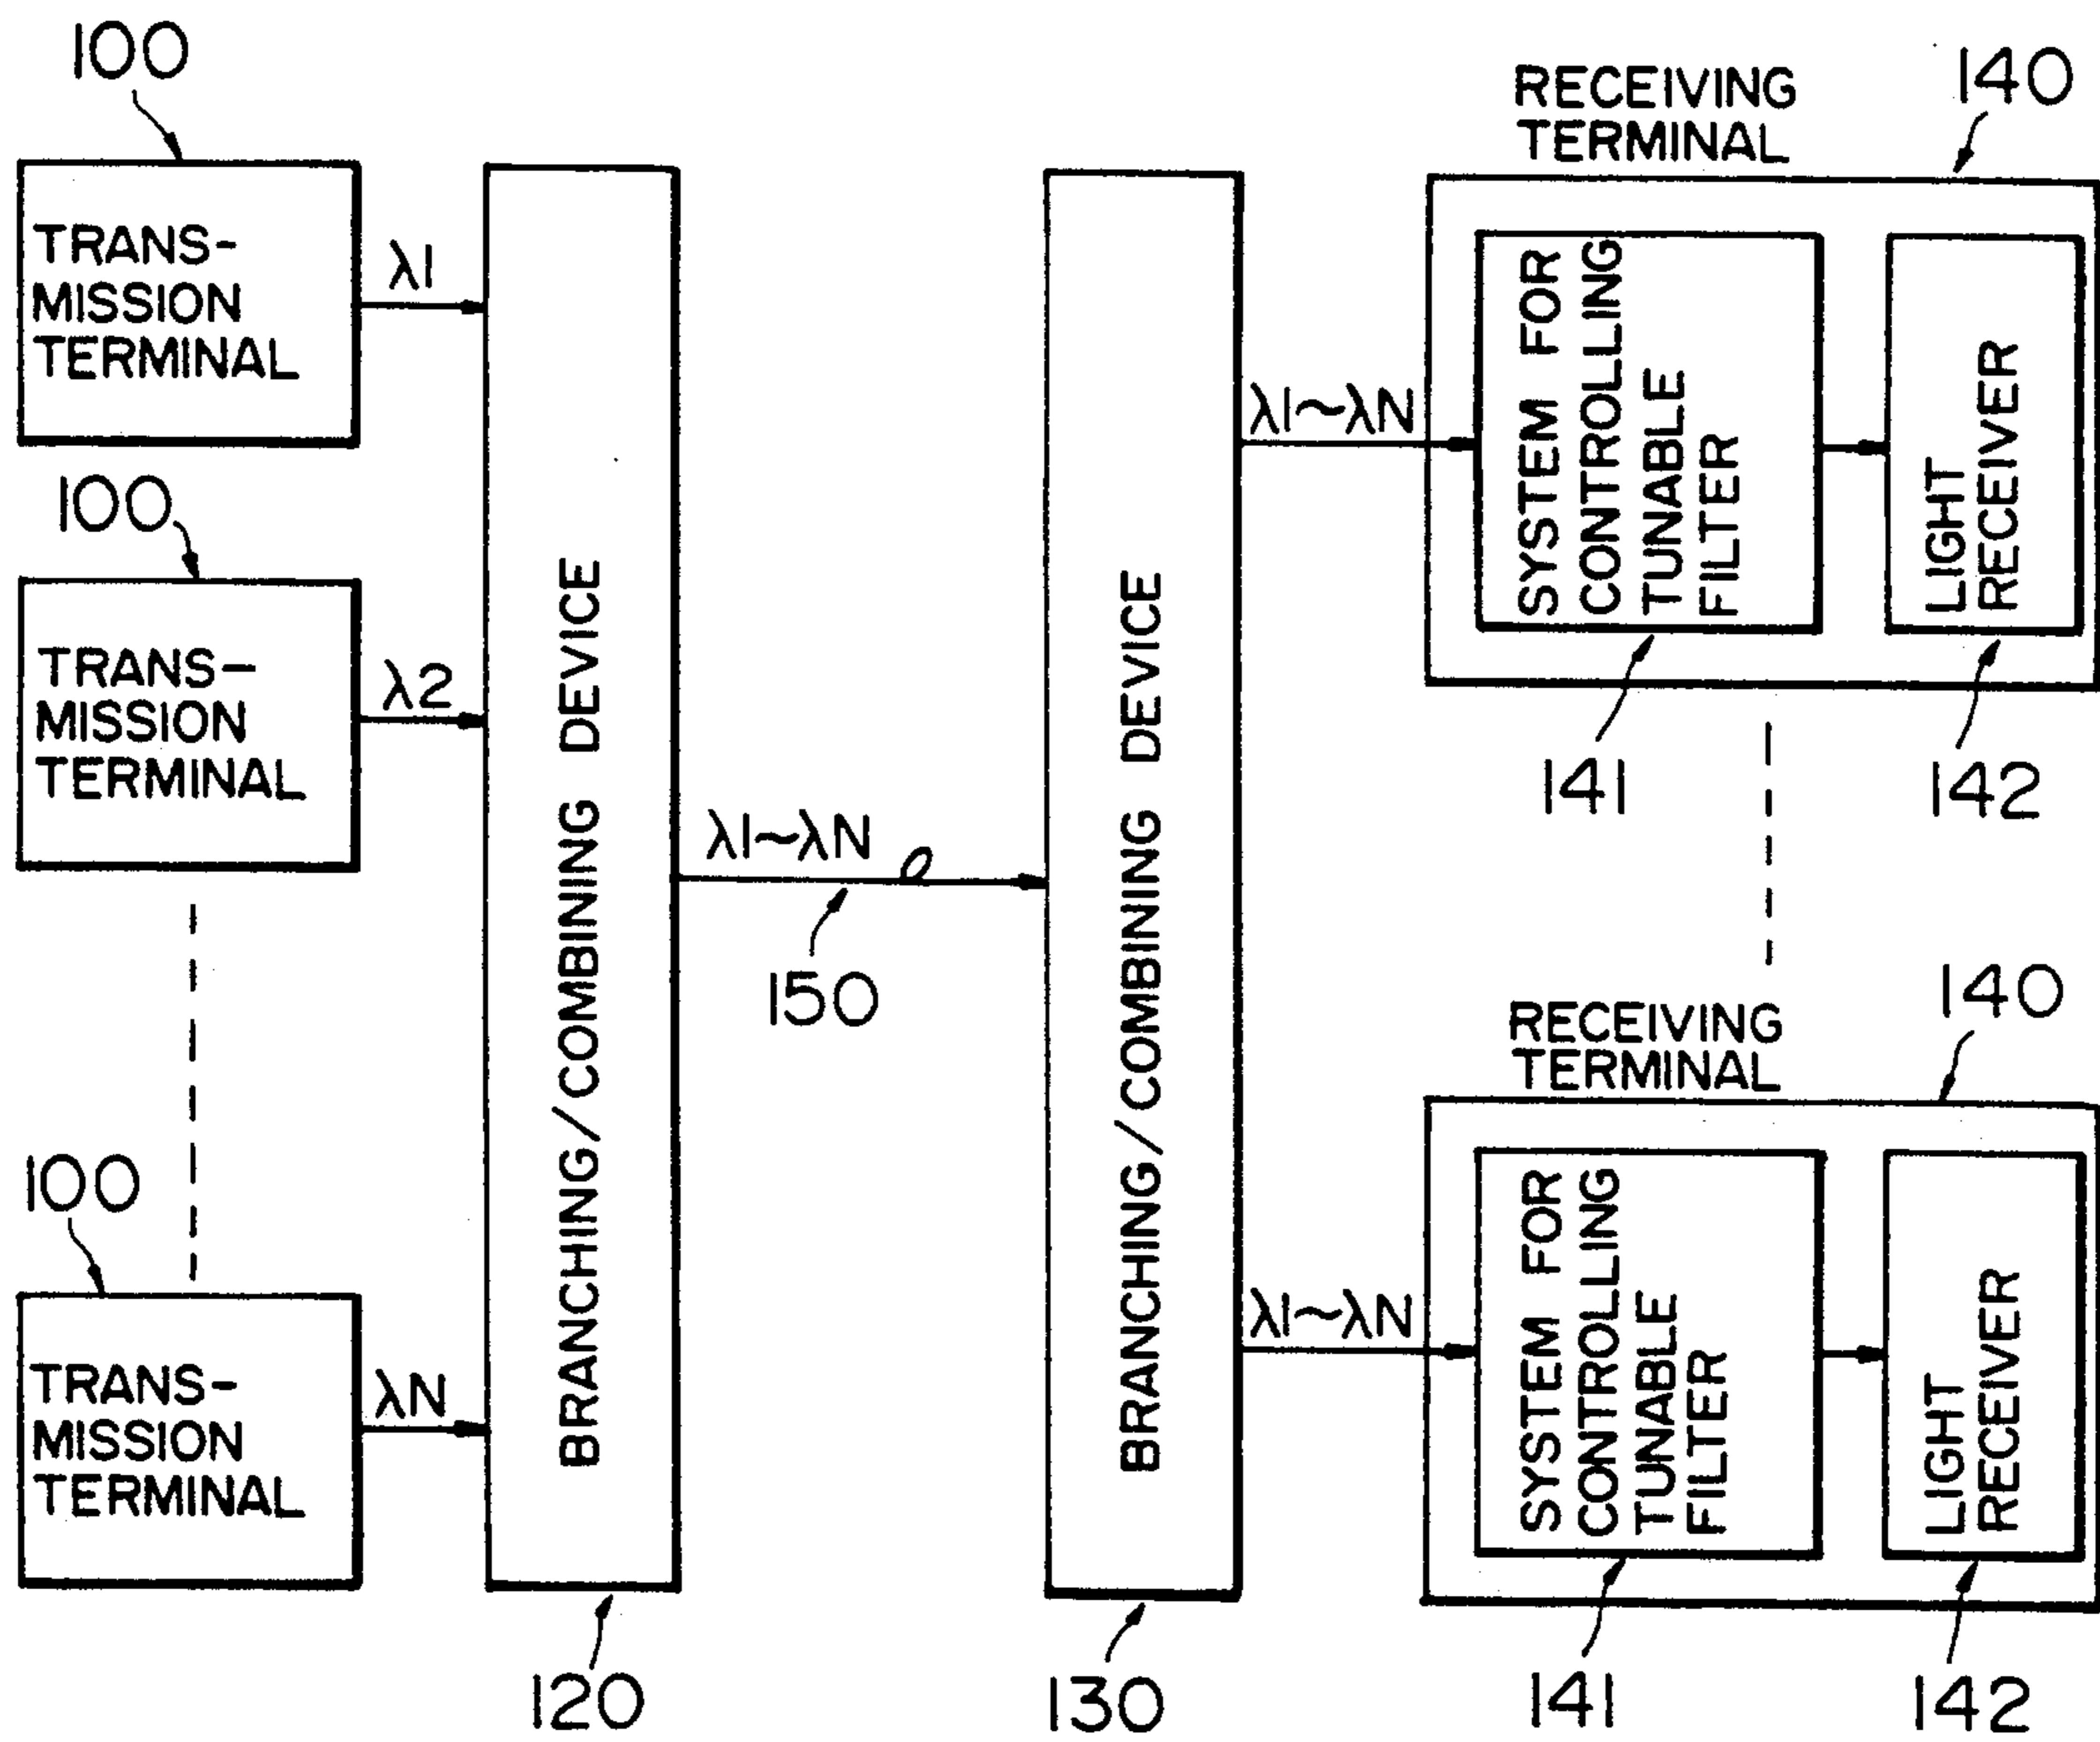 100
TRANS-
MISSION
TERMINAL
λ1
100
TRANS-
MISSION
TERMINAL
λ2
100
TRANS-
MISSION
TERMINAL
λN
BRANCHING/COMBINING DEVICE
120
λ1~λN
150
BRANCHING/COMBINING DEVICE
130
RECEIVING
TERMINAL
140
λ1~λN
SYSTEM FOR
CONTROLLING
TUNABLE
FILTER
LIGHT
RECEIVER
141
142
RECEIVING
TERMINAL
140
λ1~λN
SYSTEM FOR
CONTROLLING
TUNABLE
FILTER
LIGHT
RECEIVER
141
142